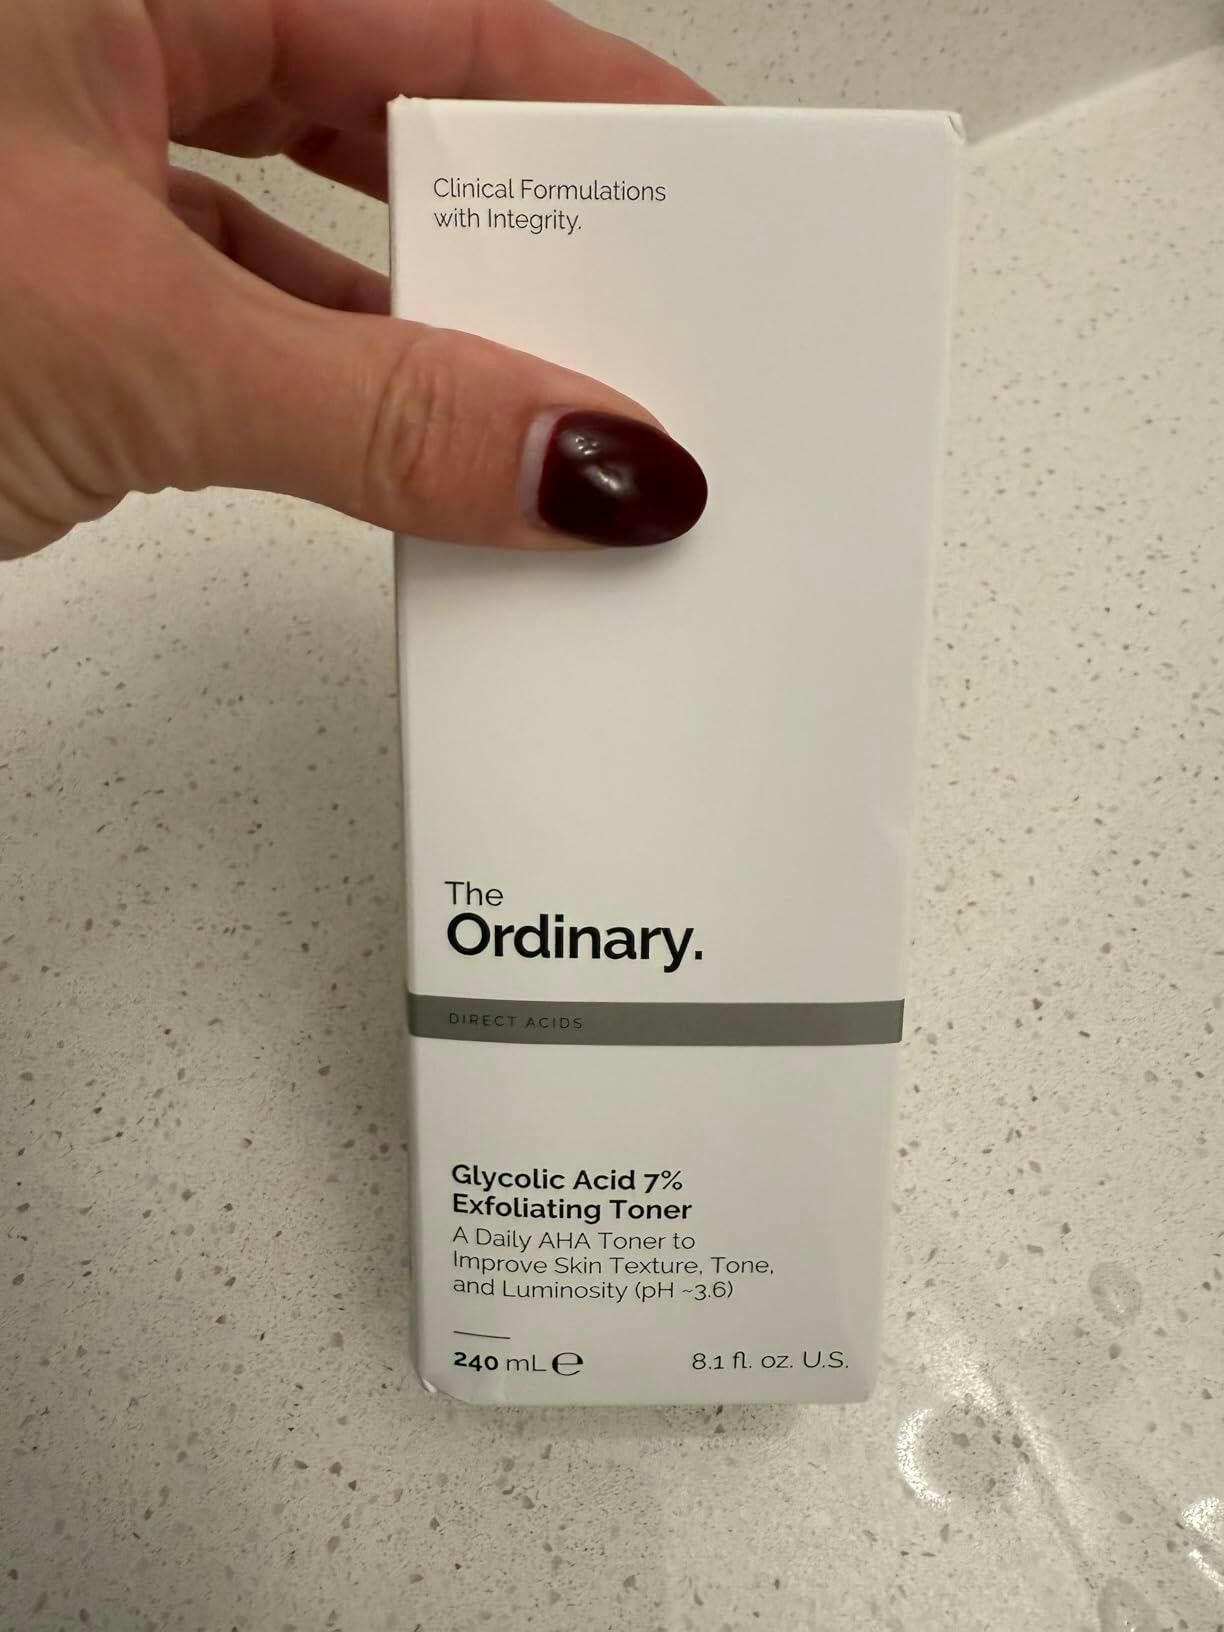 Clinical Formulations
with Integrity.
The
Ordinary.
DIRECT ACIDS
Glycolic Acid 7%
Exfoliating Toner
A Daily AHA Toner to
Improve Skin Texture, Tone,
and Luminosity (pH ~3.6)
240 mL ℮ 8.1 fl. oz. U.S.